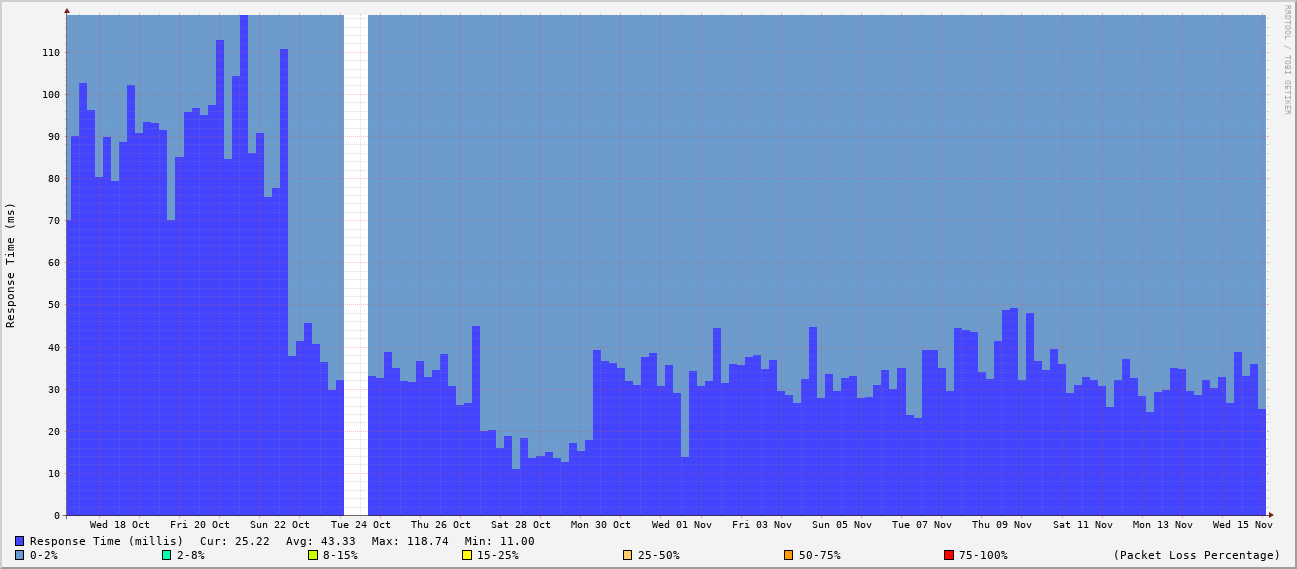 RRDTOOL / TOBI OETIKER
Response Time (ms)
110
100
90
80
70
60
50
40
30
20
10
0
Wed 18 Oct Fri 20 Oct Sun 22 Oct Tue 24 Oct Thu 26 Oct Sat 28 Oct Mon 30 Oct Wed 01 Nov Fri 03 Nov Sun 05 Nov Tue 07 Nov Thu 09 Nov Sat 11 Nov Mon 13 Nov Wed 15 Nov
Response Time (millis) Cur: 25.22 Avg: 43.33 Max: 118.74 Min: 11.00
0-2% 2-8% 8-15% 15-25% 25-50% 50-75% 75-100% (Packet Loss Percentage)